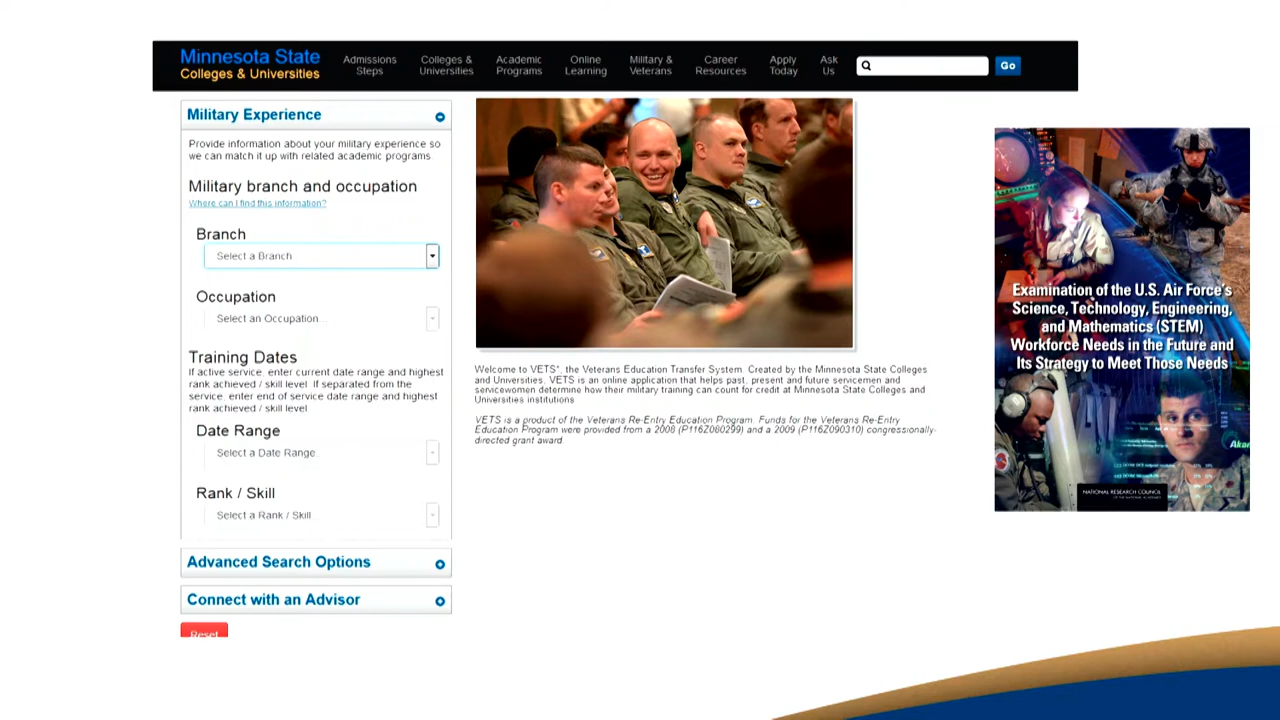 Minnesota State
Colleges & Universities
Admissions
Steps
Colleges &
Universities
Academic
Programs
Online
Learning
Military &
Veterans
Career
Resources
Apply
Today
Ask
Us
Go
Military Experience
Provide information about your military experience so
we can match it up with related academic programs
Military branch and occupation
Where can I find this information?
Branch
Select a Branch
Occupation
Select an Occupation
Training Dates
If active service, enter current date range and highest
rank achieved / skill level. If separated from the
service, enter end of service date range and highest
rank achieved / skill level
Date Range
Select a Date Range
Rank / Skill
Select a Rank / Skill
Advanced Search Options
Connect with an Advisor
Reset
Welcome to VETS*, the Veterans Education Transfer System. Created by the Minnesota State Colleges
and Universities, VETS is an online application that helps past, present and future servicemen and
servicewomen determine how their military training can count for credit at Minnesota State Colleges and
Universities institutions
VETS is a product of the Veterans Re-Entry Education Program. Funds for the Veterans Re-Entry
Education Program were provided from a 2008 (P116Z080299) and a 2009 (P116Z090310) congressionally-
directed grant award.
Examination of the U.S. Air Force's
Science, Technology, Engineering,
and Mathematics (STEM)
Workforce Needs in the Future and
Its Strategy to Meet Those Needs
NATIONAL RESEARCH COUNCIL
OF THE NATIONAL ACADEMIES